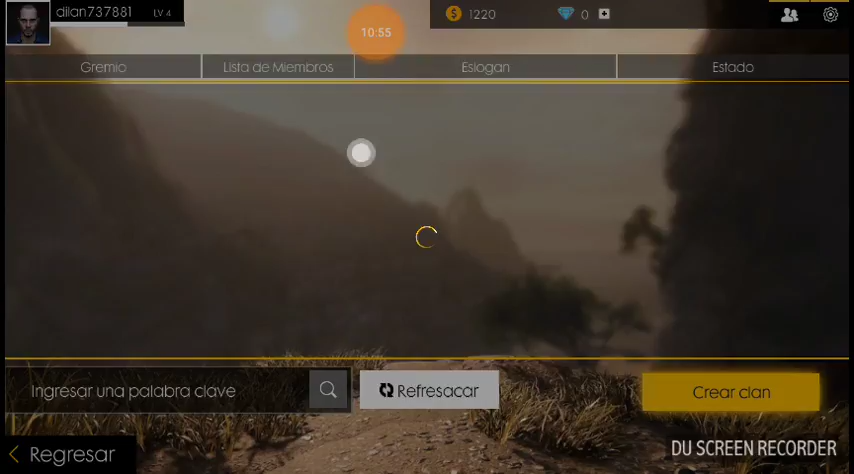 dilan737881 LV 4
10:55
1220
0
Gremio Lista de Miembros Eslogan Estado
Ingresar una palabra clave
Refresacar
Crear clan
Regresar
DU SCREEN RECORDER